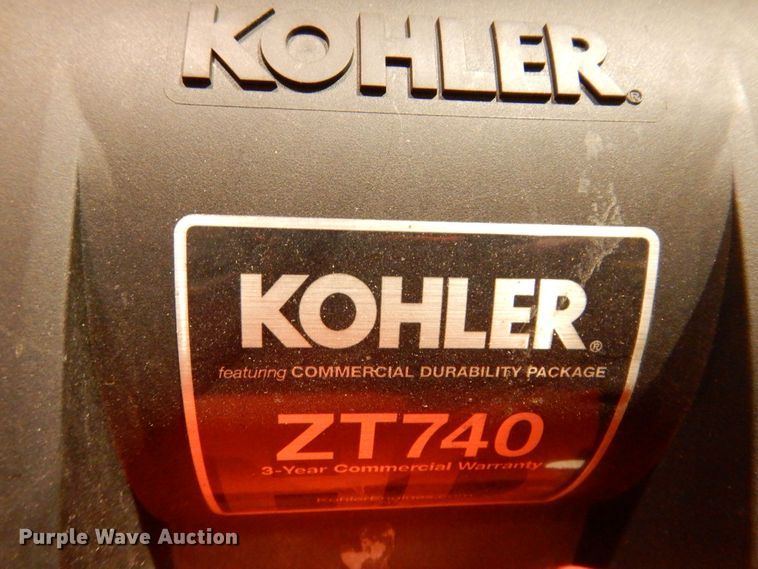 KOHLER®
KOHLER®
featuring COMMERCIAL DURABILITY PACKAGE
ZT740
3-Year Commercial Warranty
Purple Wave Auction